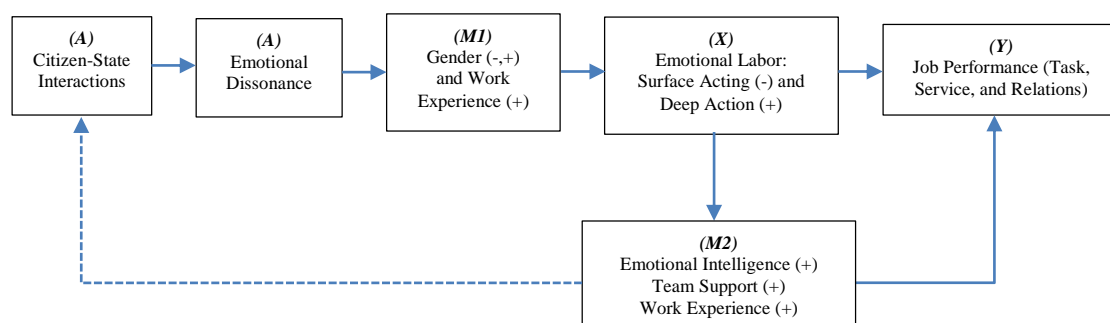 (A)
Citizen-State
Interactions
(A)
Emotional
Dissonance
(M1)
Gender (-,+)
and Work
Experience (+)
(X)
Emotional Labor:
Surface Acting (-) and
Deep Action (+)
(Y)
Job Performance (Task,
Service, and Relations)
(M2)
Emotional Intelligence (+)
Team Support (+)
Work Experience (+)